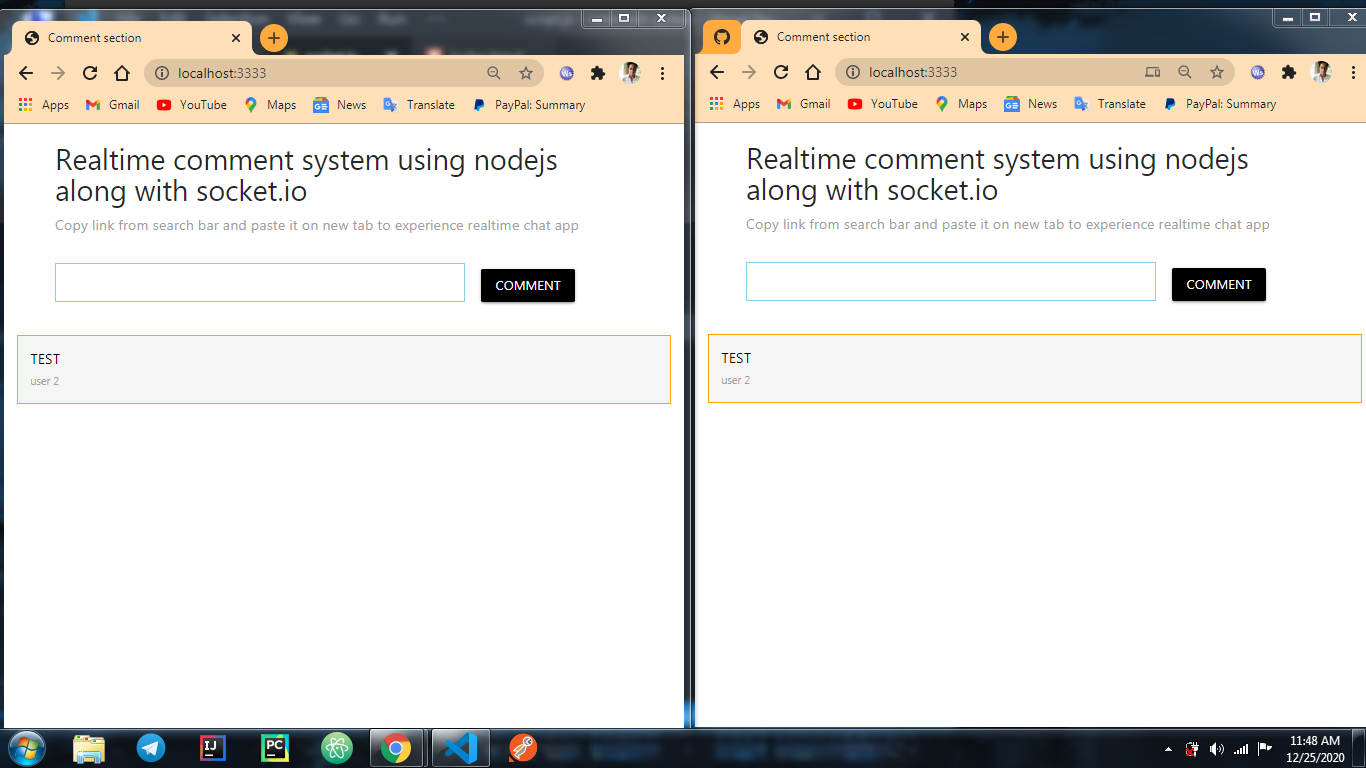 Comment section
localhost:3333
Apps Gmail YouTube Maps News Translate PayPal: Summary
Realtime comment system using nodejs
along with socket.io
Copy link from search bar and paste it on new tab to experience realtime chat app
COMMENT
TEST
user 2
Comment section
localhost:3333
Apps Gmail YouTube Maps News Translate PayPal: Summary
Realtime comment system using nodejs
along with socket.io
Copy link from search bar and paste it on new tab to experience realtime chat app
COMMENT
TEST
user 2
IJ
PC
11:48 AM
12/25/2020